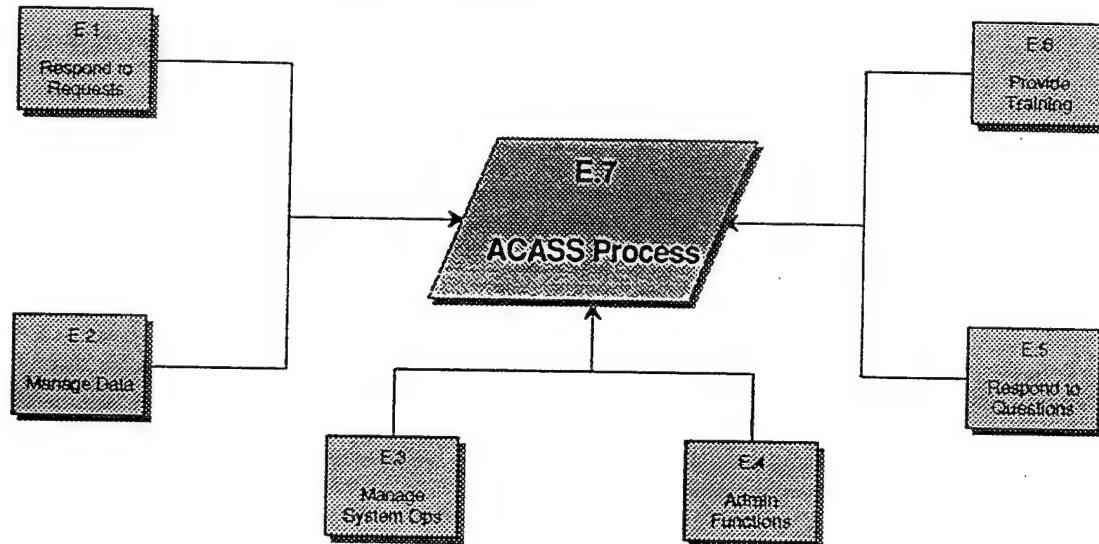 E.1
Respond to
Requests
E.6
Provide
Training
E.7
ACASS Process
E.2
Manage Data
E.5
Respond to
Questions
E.3
Manage
System Ops
E.4
Admin
Functions